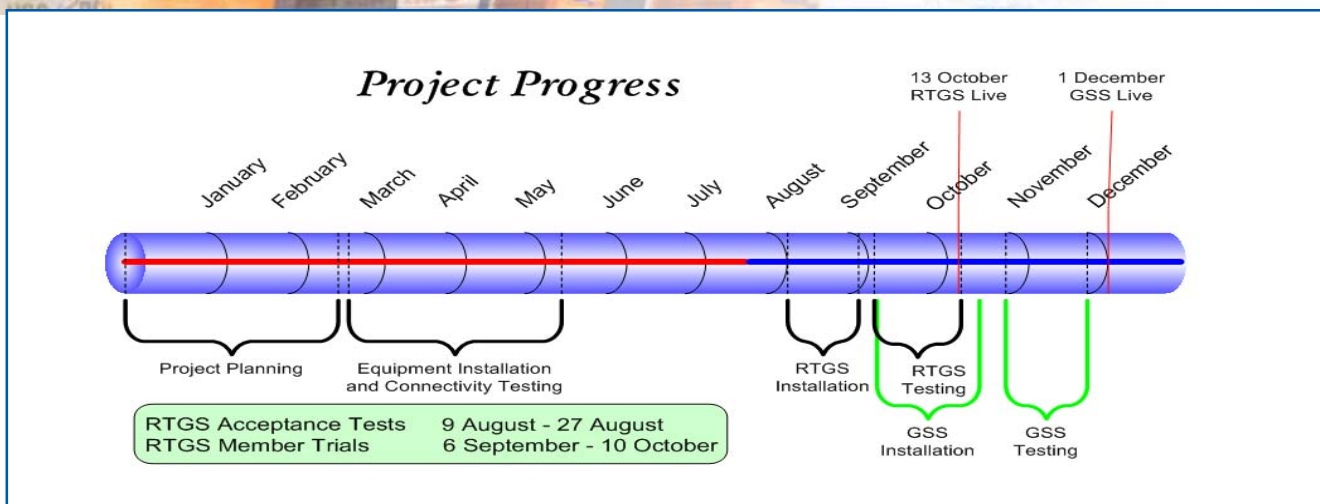 Project Progress
13 October
RTGS Live
1 December
GSS Live
January
February
March
April
May
June
July
August
September
October
November
December
Project Planning
Equipment Installation
and Connectivity Testing
RTGS
Installation
RTGS
Testing
GSS
Installation
GSS
Testing
RTGS Acceptance Tests 9 August - 27 August
RTGS Member Trials 6 September - 10 October